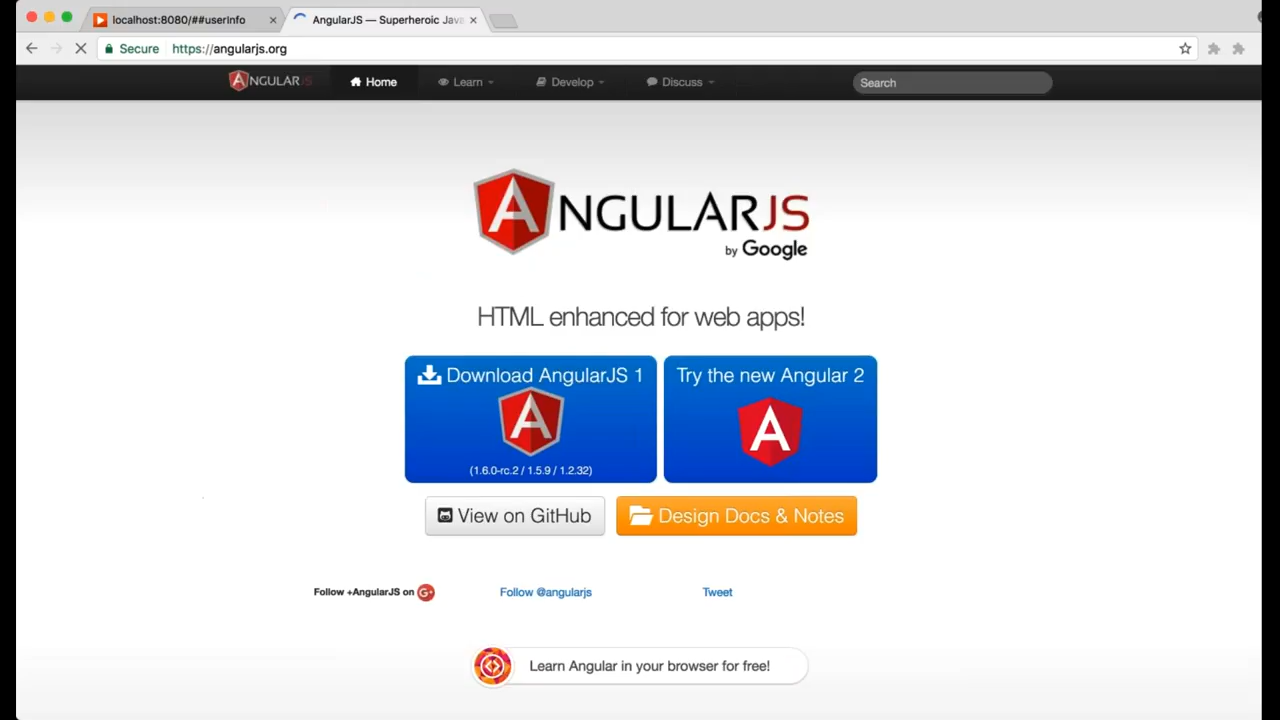 localhost:8080/##userInfo
AngularJS — Superheroic Java
Secure https://angularjs.org
ANGULARJS Home Learn Develop Discuss Search
ANGULARJS
by Google
HTML enhanced for web apps!
Download AngularJS 1
(1.6.0-rc.2 / 1.5.9 / 1.2.32)
Try the new Angular 2
View on GitHub
Design Docs & Notes
Follow +AngularJS on G+
Follow @angularjs
Tweet
Learn Angular in your browser for free!